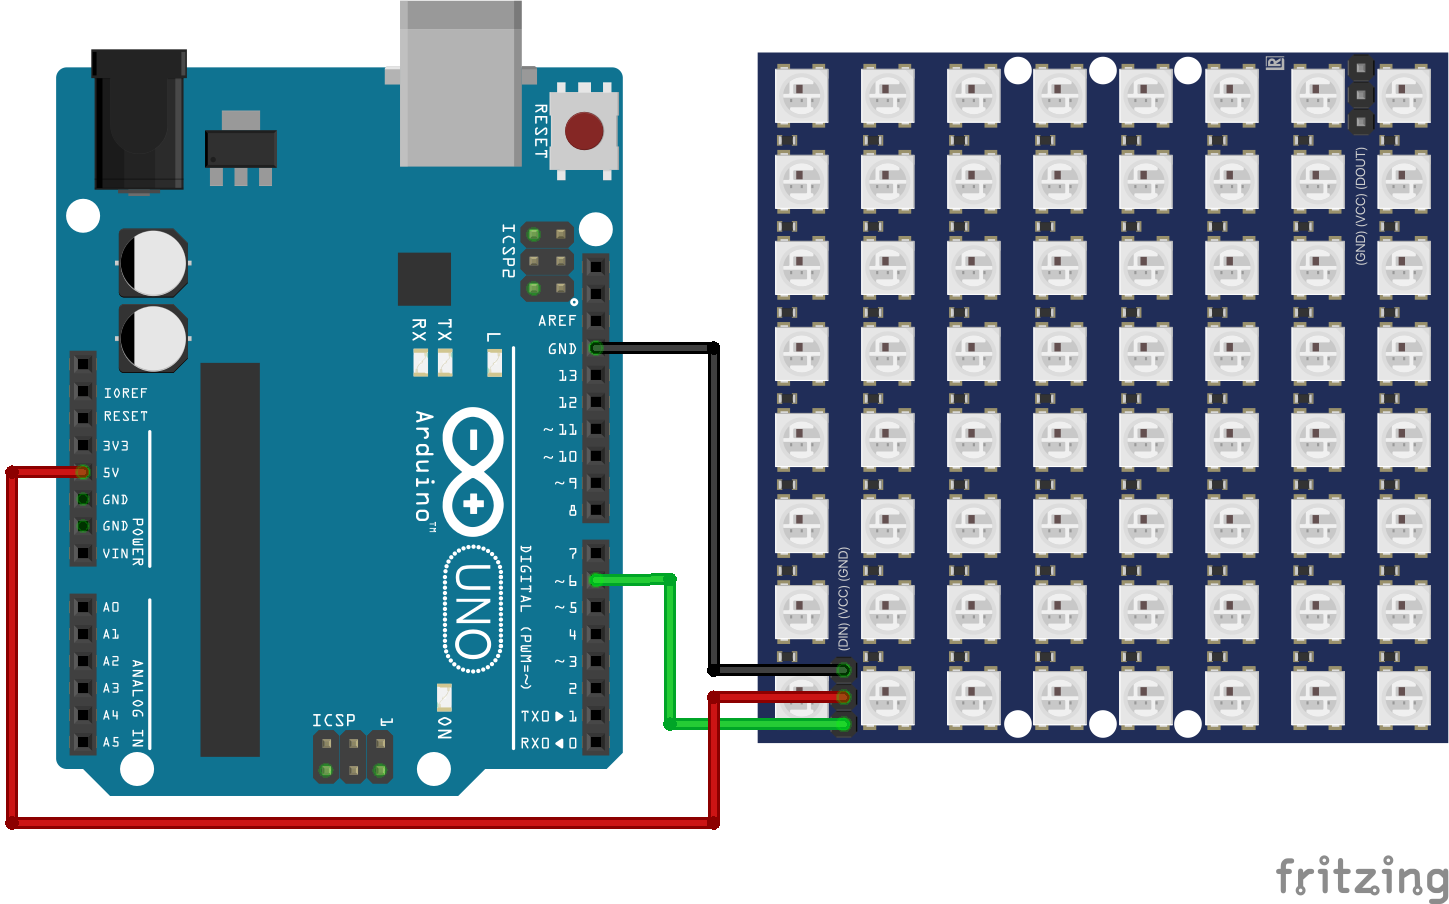 RESET
ICSP2
AREF
GND
13
12
~11
~10
~9
8
7
~6
~5
4
~3
2
TX0▶1
RX0◀0
RX
TX
L
IOREF
RESET
3V3
5V
GND
GND
VIN
POWER
A0
A1
A2
A3
A4
A5
ANALOG IN
Arduino™
UNO
DIGITAL (PWM=~)
ICSP
1
ON
R
(GND) (VCC) (DOUT)
(DIN) (VCC) (GND)
fritzing